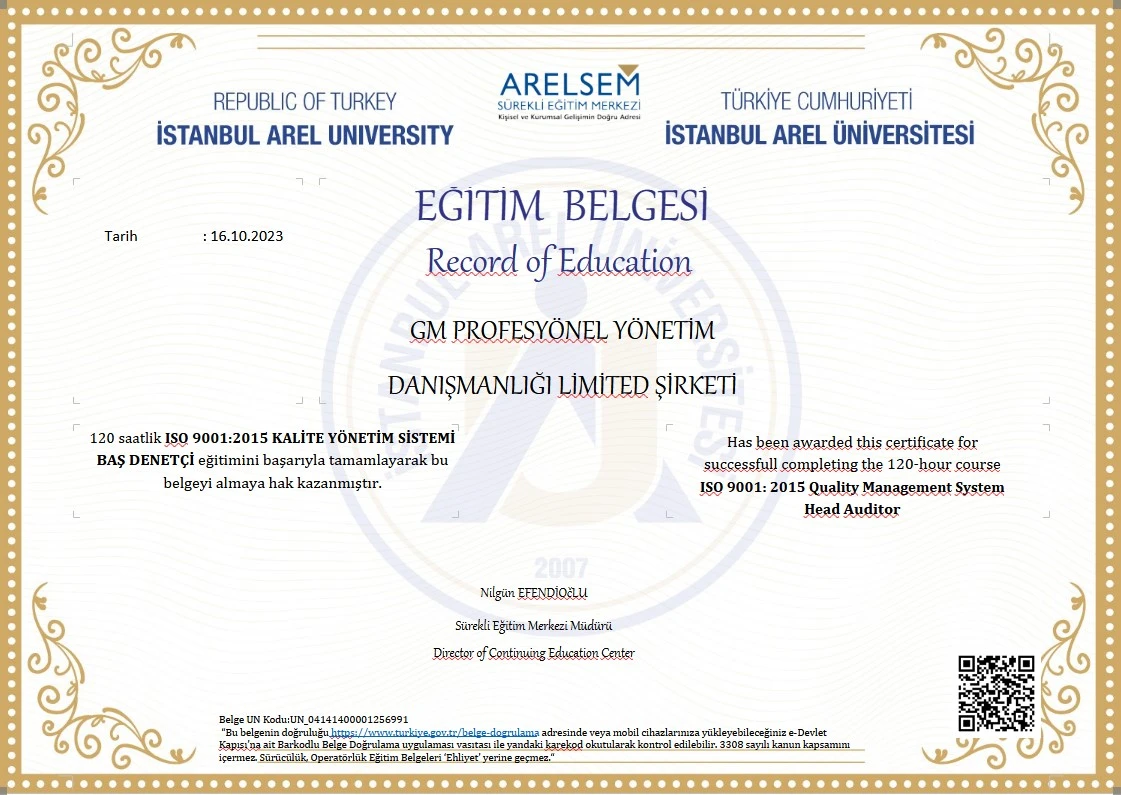 REPUBLIC OF TURKEY
İSTANBUL AREL UNIVERSITY
ARELSEM
SÜREKLİ EĞİTİM MERKEZİ
Kişisel ve Kurumsal Gelişimin Doğru Adresi
TÜRKİYE CUMHURİYETİ
İSTANBUL AREL ÜNİVERSİTESİ
EĞİTİM BELGESİ
Tarih : 16.10.2023
Record of Education
GM PROFESYÖNEL YÖNETİM
DANIŞMANLIĞI LİMİTED ŞİRKETİ
120 saatlik ISO 9001:2015 KALİTE YÖNETİM SİSTEMİ
BAŞ DENETÇİ eğitimini başarıyla tamamlayarak bu
belgeyi almaya hak kazanmıştır.
Has been awarded this certificate for
successfull completing the 120-hour course
ISO 9001: 2015 Quality Management System
Head Auditor
İSTANBUL AREL ÜNİVERSİTESİ
2007
Nilgün EFENDİOğLU
Sürekli Eğitim Merkezi Müdürü
Director of Continuing Education Center
Belge UN Kodu:UN_04141400001256991
"Bu belgenin doğruluğu https://www.turkiye.gov.tr/belge-dogrulama adresinde veya mobil cihazlarınıza yükleyebileceğiniz e-Devlet
Kapısı'na ait Barkodlu Belge Doğrulama uygulaması vasıtası ile yandaki karekod okutularak kontrol edilebilir. 3308 sayılı kanun kapsamını
içermez. Sürücülük, Operatörlük Eğitim Belgeleri 'Ehliyet' yerine geçmez."